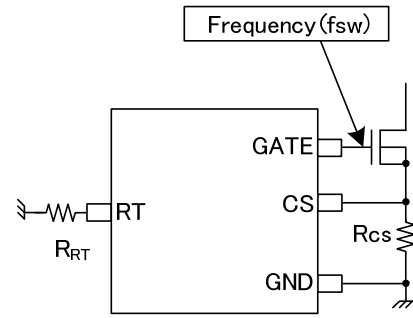 Frequency(fsw)
GATE
RT
CS
RRT
Rcs
GND